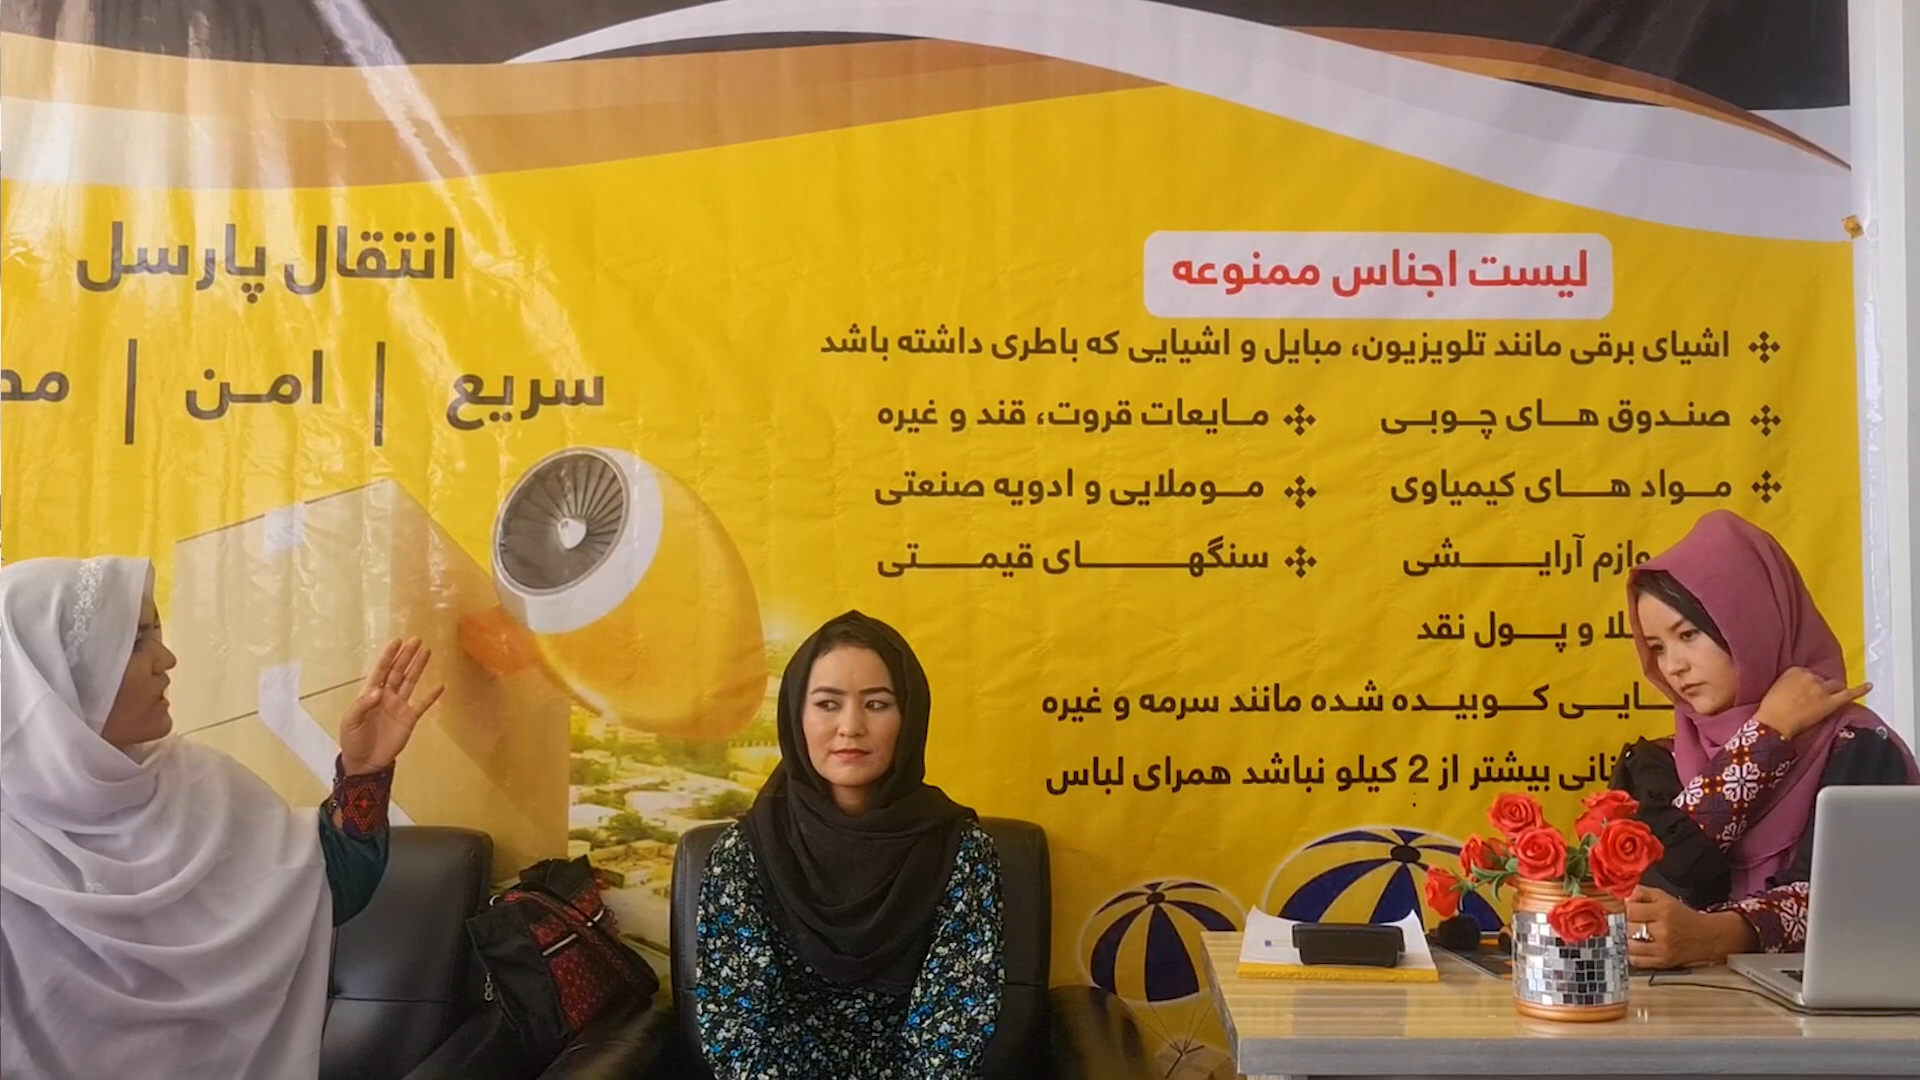 انتقال پارسل
سریع | امن |
لیست اجناس ممنوعه
اشیای برقی مانند تلویزیون، مبایل و اشیایی که باطری داشته باشد
صندوق های چوبی
مایعات قروت، قند و غیره
مواد های کیمیاوی
موملایی و ادویه صنعتی
آرایشی
سنگهای قیمتی
و پول نقد
کوبیده شده مانند سرمه و غیره
بیشتر از 2 کیلو نباشد همرای لباس